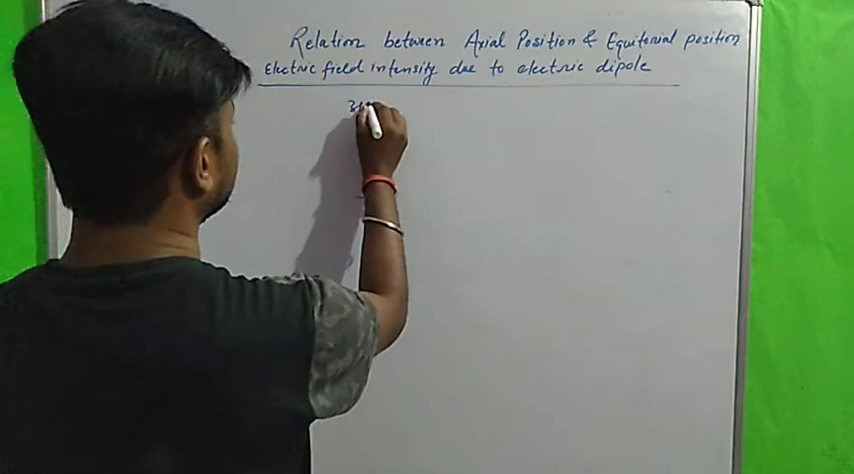 Relation between Axial Position & Equitorial position
Electric field intensity due to electric dipole